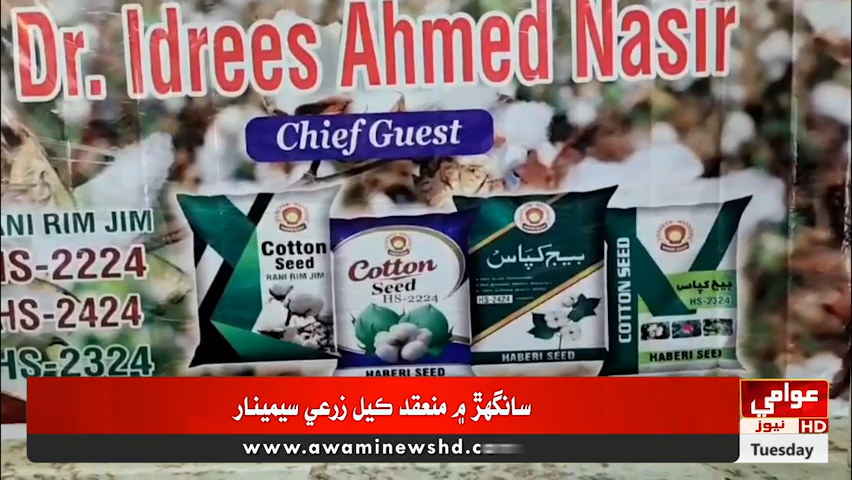 Dr. Idrees Ahmed Nasir
Chief Guest
ANI RIM JIM
HS-2224
HS-2424
HS-2324
Cotton
Seed
RANI RIM JIM
Cotton
Seed
HS-2224
HABERI SEED
بیج کپاس
HS-2424
HABERI SEED
COTTON SEED
بیج کپاس
HS-2324
HABERI SEED
سانگھڙ ۾ منعقد ڪيل زرعي سيمينار
www.awaminewshd.c
عوامي
نيوز HD
Tuesday